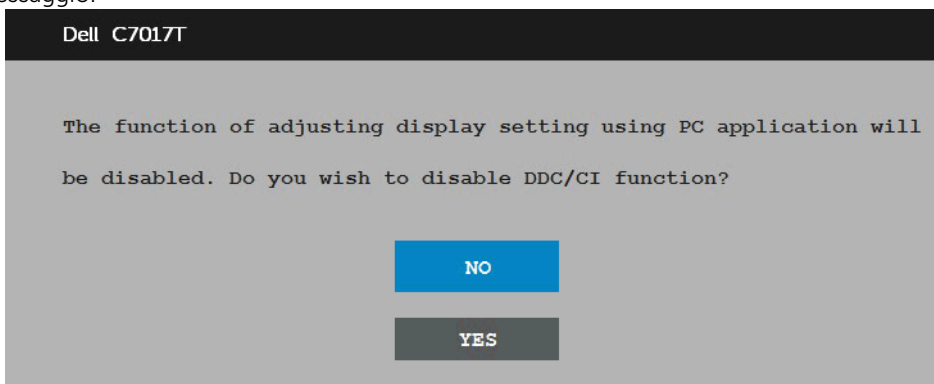 Dell C7017T
The function of adjusting display setting using PC application will
be disabled. Do you wish to disable DDC/CI function?
NO
YES